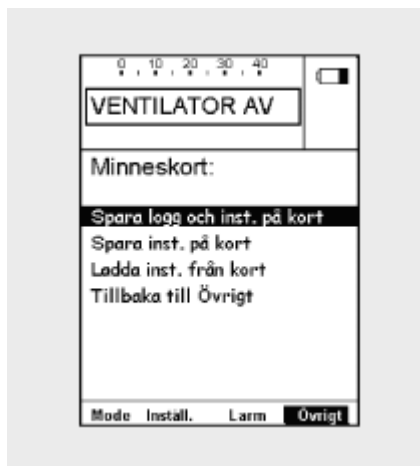 0 10 20 30 40
VENTILATOR AV
Minneskort:
Spara logg och inst. på kort
Spara inst. på kort
Ladda inst. från kort
Tillbaka till Övrigt
Mode Inställ. Larm Övrigt